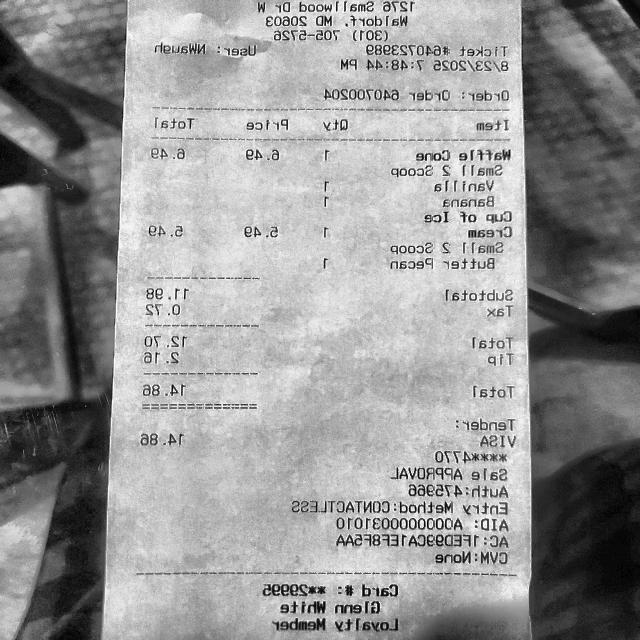 1276 Smallwood Dr W
Waldorf, MD 20603
(301) 705-5726
Ticket #640723989 User: NWaugh
8/23/2025 7:48:44 PM
Order: Order 640700204
Item Qty Price Total
Waffle Cone 1 6.49 6.49
Small 2 Scoop
Vanilla 1
Banana 1
Cup of Ice
Cream 1 5.49 5.49
Small 2 Scoop
Butter Pecan 1
Subtotal 11.98
Tax 0.72
Total 12.70
Tip 2.16
Total 14.86
Tender:
VISA 14.86
****4770
Sale APPROVAL
Auth:475966
Entry Method:CONTACTLESS
AID: A0000000031010
AC:1FED99CA1EFF8F6AA
CVM:None
Card #: **29995
Glenn White
Loyalty Member